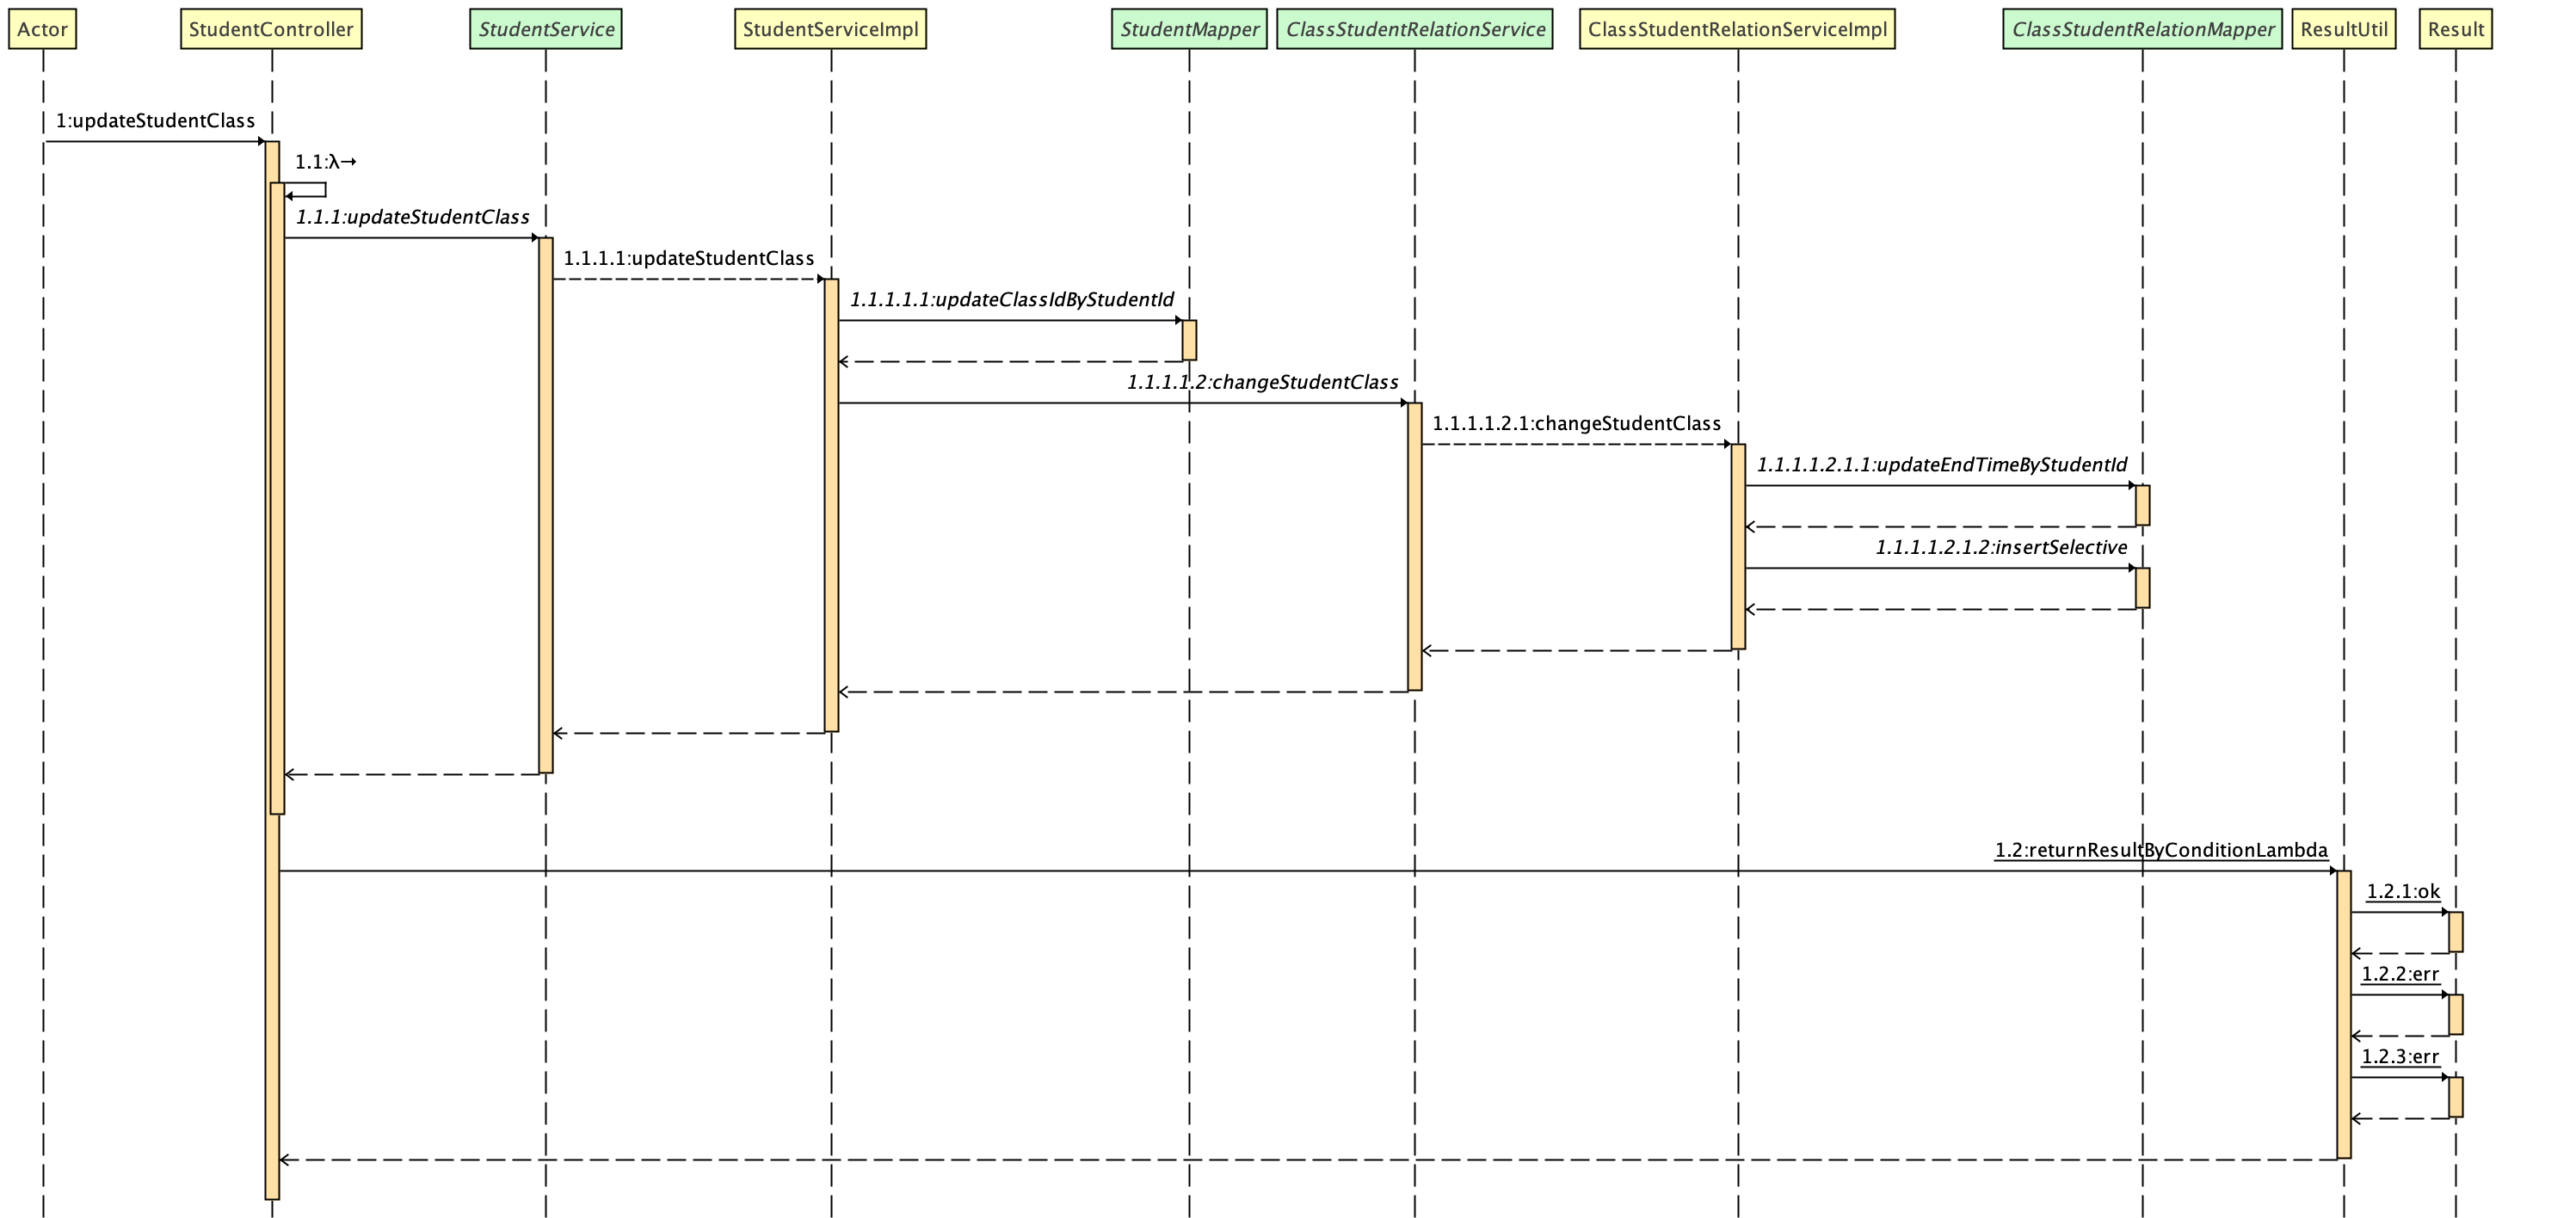 Actor
StudentController
StudentService
StudentServiceImpl
StudentMapper
ClassStudentRelationService
ClassStudentRelationServiceImpl
ClassStudentRelationMapper
ResultUtil
Result
1:updateStudentClass
1.1:λ→
1.1.1:updateStudentClass
1.1.1.1:updateStudentClass
1.1.1.1.1:updateClassIdByStudentId
1.1.1.1.2:changeStudentClass
1.1.1.1.2.1:changeStudentClass
1.1.1.1.2.1.1:updateEndTimeByStudentId
1.1.1.1.2.1.2:insertSelective
1.2:returnResultByConditionLambda
1.2.1:ok
1.2.2:err
1.2.3:err